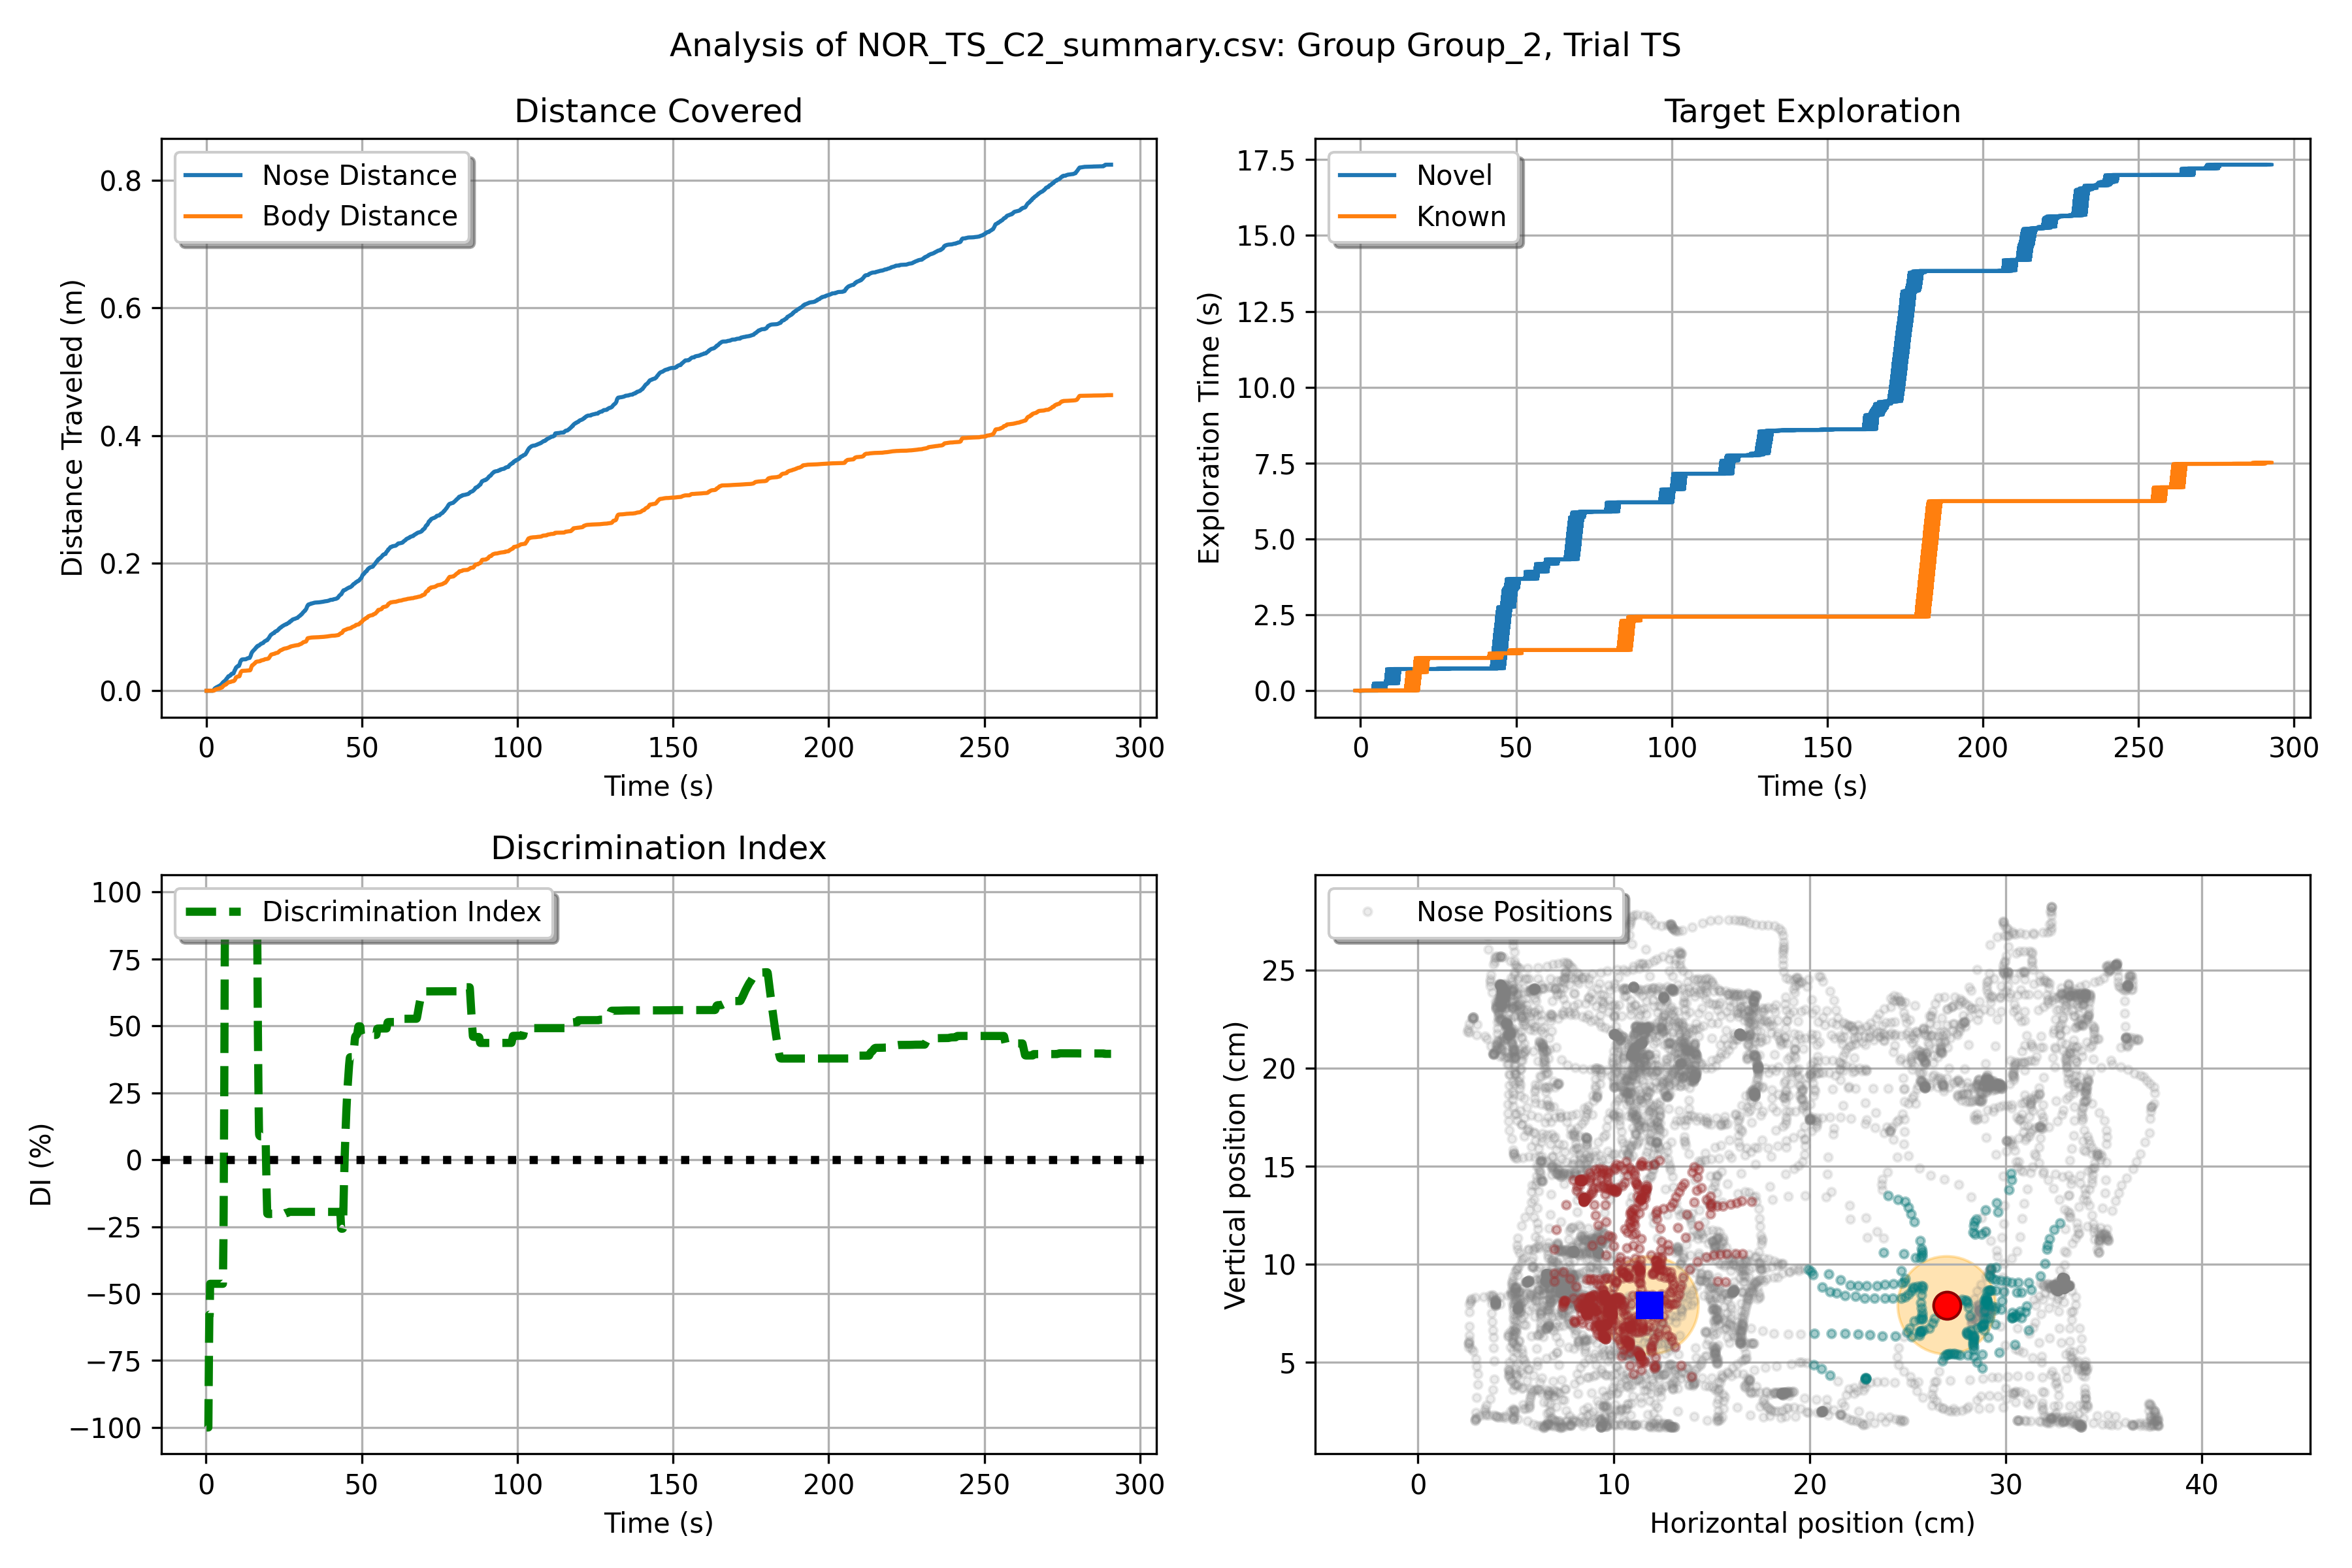 Analysis of NOR_TS_C2_summary.csv: Group Group_2, Trial TS
Distance Covered
Nose Distance
Body Distance
Distance Traveled (m)
0.8
0.6
0.4
0.2
0.0
0 50 100 150 200 250 300
Time (s)
Target Exploration
Novel
Known
Exploration Time (s)
17.5
15.0
12.5
10.0
7.5
5.0
2.5
0.0
0 50 100 150 200 250 300
Time (s)
Discrimination Index
Discrimination Index
DI (%)
100
75
50
25
0
−25
−50
−75
−100
0 50 100 150 200 250 300
Time (s)
Nose Positions
Vertical position (cm)
25
20
15
10
5
0 10 20 30 40
Horizontal position (cm)